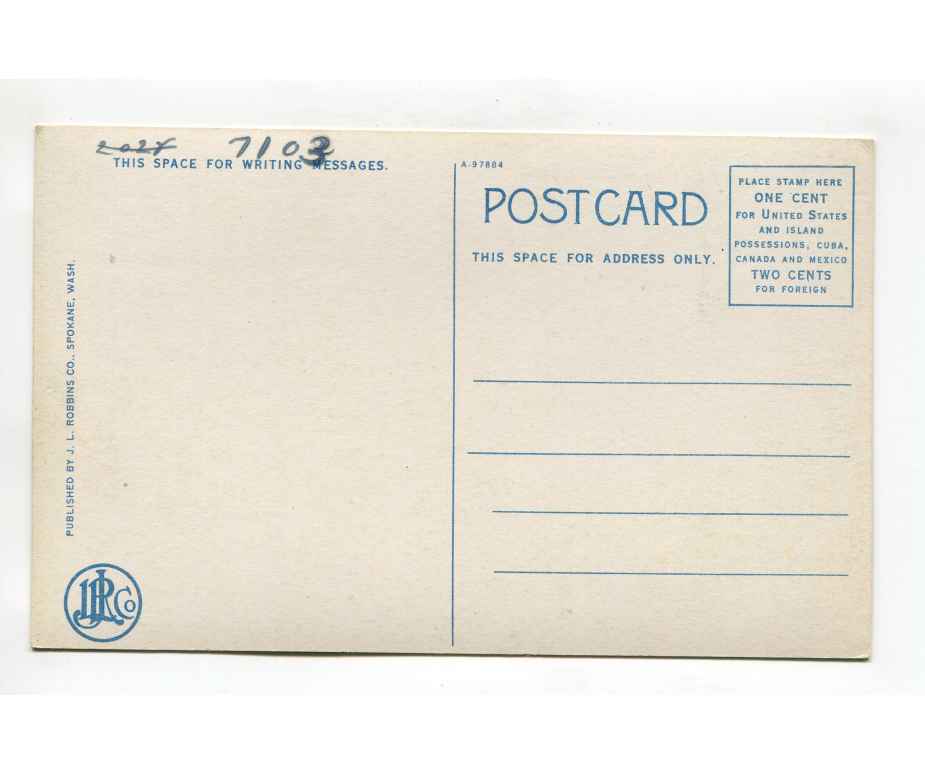 7103
THIS SPACE FOR WRITING MESSAGES.
A-97884
POSTCARD
THIS SPACE FOR ADDRESS ONLY.
PLACE STAMP HERE
ONE CENT
FOR UNITED STATES
AND ISLAND
POSSESSIONS, CUBA,
CANADA AND MEXICO
TWO CENTS
FOR FOREIGN
PUBLISHED BY J. L. ROBBINS CO., SPOKANE, WASH.
JLR Co